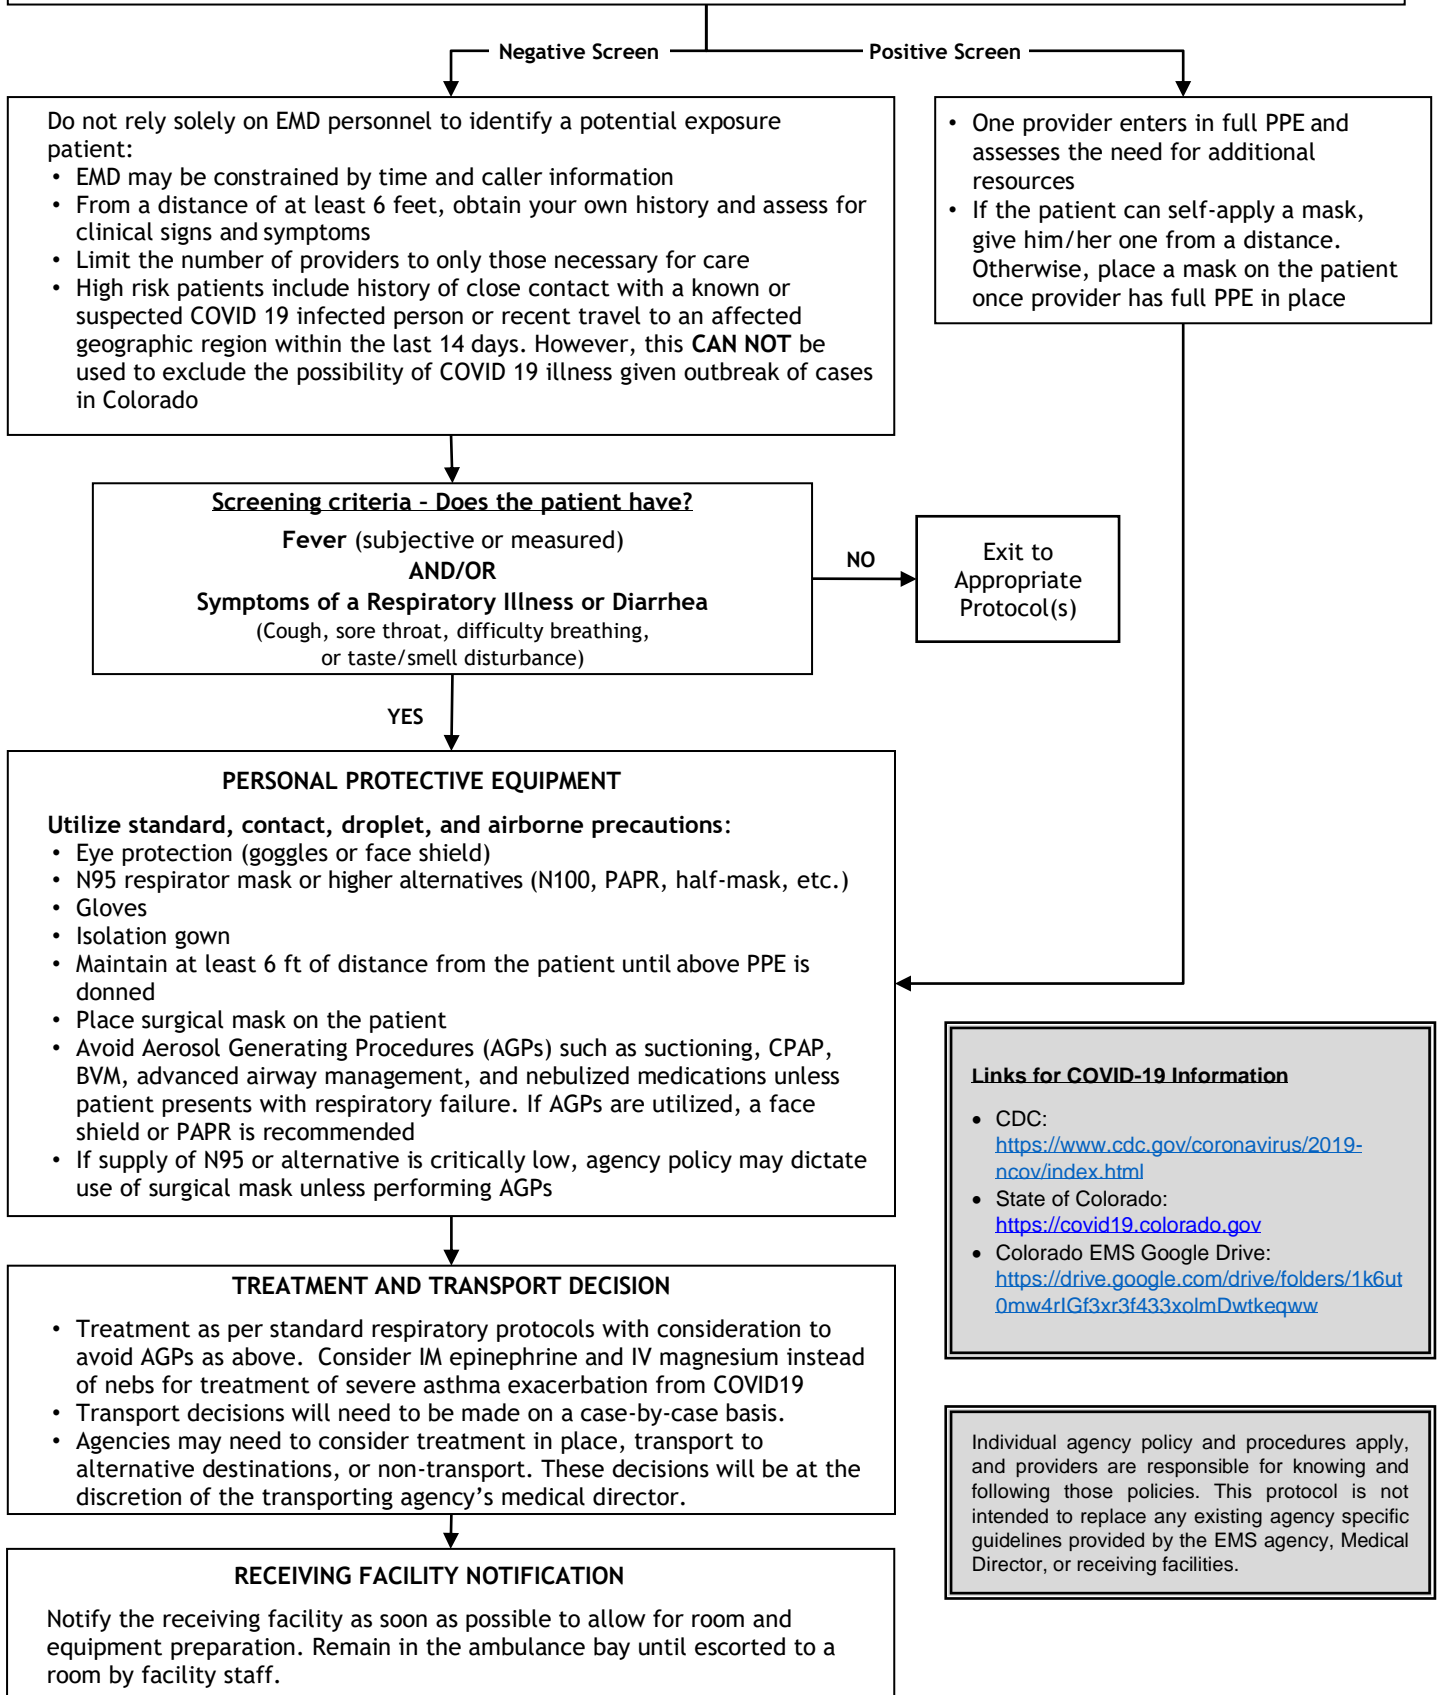 Negative Screen
Positive Screen
Do not rely solely on EMD personnel to identify a potential exposure
patient:
• EMD may be constrained by time and caller information
• From a distance of at least 6 feet, obtain your own history and assess for
clinical signs and symptoms
• Limit the number of providers to only those necessary for care
• High risk patients include history of close contact with a known or
suspected COVID 19 infected person or recent travel to an affected
geographic region within the last 14 days. However, this CAN NOT be
used to exclude the possibility of COVID 19 illness given outbreak of cases
in Colorado
• One provider enters in full PPE and
assesses the need for additional
resources
• If the patient can self-apply a mask,
give him/her one from a distance.
Otherwise, place a mask on the patient
once provider has full PPE in place
Screening criteria – Does the patient have?
Fever (subjective or measured)
AND/OR
Symptoms of a Respiratory Illness or Diarrhea
(Cough, sore throat, difficulty breathing,
or taste/smell disturbance)
NO
Exit to
Appropriate
Protocol(s)
YES
PERSONAL PROTECTIVE EQUIPMENT
Utilize standard, contact, droplet, and airborne precautions:
• Eye protection (goggles or face shield)
• N95 respirator mask or higher alternatives (N100, PAPR, half-mask, etc.)
• Gloves
• Isolation gown
• Maintain at least 6 ft of distance from the patient until above PPE is
donned
• Place surgical mask on the patient
• Avoid Aerosol Generating Procedures (AGPs) such as suctioning, CPAP,
BVM, advanced airway management, and nebulized medications unless
patient presents with respiratory failure. If AGPs are utilized, a face
shield or PAPR is recommended
• If supply of N95 or alternative is critically low, agency policy may dictate
use of surgical mask unless performing AGPs
Links for COVID-19 Information
• CDC:
https://www.cdc.gov/coronavirus/2019-
ncov/index.html
• State of Colorado:
https://covid19.colorado.gov
• Colorado EMS Google Drive:
https://drive.google.com/drive/folders/1k6ut
0mw4rIGf3xr3f433xolmDwtkeqww
TREATMENT AND TRANSPORT DECISION
• Treatment as per standard respiratory protocols with consideration to
avoid AGPs as above. Consider IM epinephrine and IV magnesium instead
of nebs for treatment of severe asthma exacerbation from COVID19
• Transport decisions will need to be made on a case-by-case basis.
• Agencies may need to consider treatment in place, transport to
alternative destinations, or non-transport. These decisions will be at the
discretion of the transporting agency’s medical director.
Individual agency policy and procedures apply,
and providers are responsible for knowing and
following those policies. This protocol is not
intended to replace any existing agency specific
guidelines provided by the EMS agency, Medical
Director, or receiving facilities.
RECEIVING FACILITY NOTIFICATION
Notify the receiving facility as soon as possible to allow for room and
equipment preparation. Remain in the ambulance bay until escorted to a
room by facility staff.